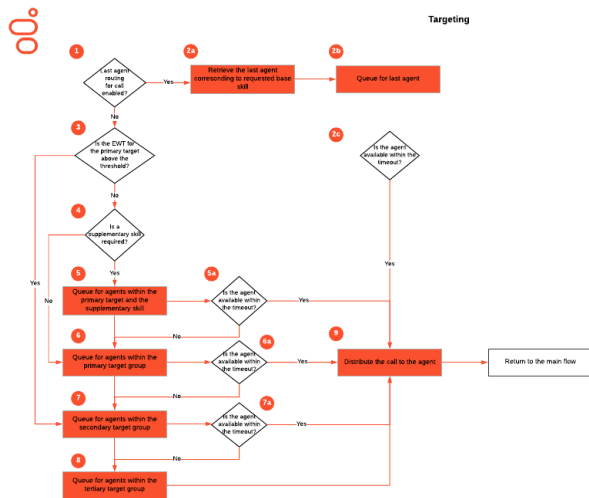 Targeting
1
2a
2b
Last agent
routing
for call
enabled?
Yes
Retrieve the last agent
corresonding to requested base
skill
Queue for last agent
No
3
2c
Is the EWT for
the primary target
above the
threshold?
Is the agent
available within the
timeout?
No
4
Is a
supplementary skill
required?
Yes
Yes
Yes
No
5
5a
Queue for agents within the
primary target and the
supplementary skill
Is the agent
available within
the timeout?
Yes
No
6
6a
9
Queue for agents within the
primary target group
Is the agent
available within
the timeout?
Yes
Distribute the call to the agent
Return to the main flow
No
7
7a
Queue for agents within the
secondary target group
Is the agent
available within
the timeout?
Yes
No
8
Queue for agents within the
tertiary target group